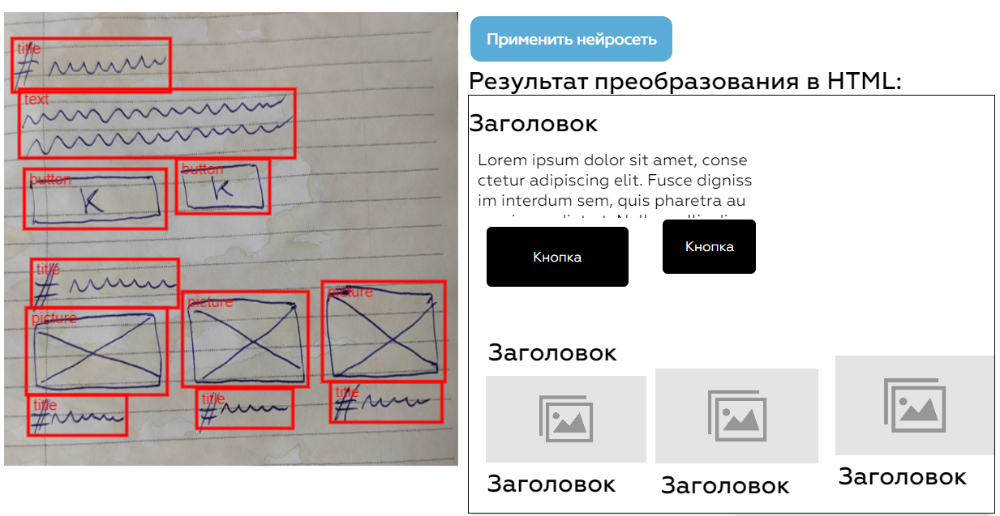 title
# 
text
button
K
button
K
title
#
picture
picture
picture
title
#
title
#
title
#
Применить нейросеть
Результат преобразования в HTML:
Заголовок
Lorem ipsum dolor sit amet, conse
ctetur adipiscing elit. Fusce digniss
im interdum sem, quis pharetra au
Кнопка
Кнопка
Заголовок
Заголовок
Заголовок
Заголовок